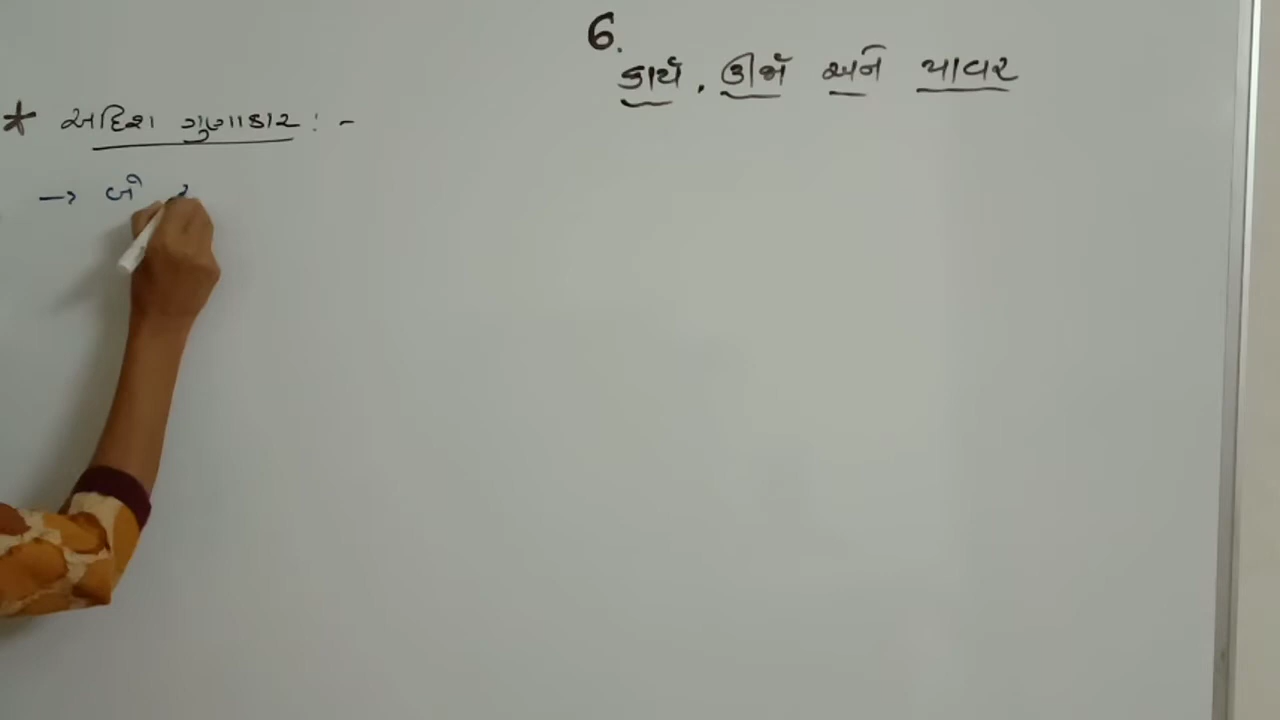 6.
કાર્ય, ઊર્જા અને પાવર
* અદિશ ગુણાકાર : -
→ બે